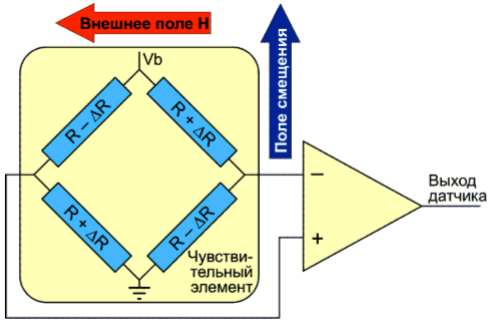 Внешнее поле H
Поле смещения
Vb
R – ΔR
R + ΔR
R + ΔR
R – ΔR
Чувстви-
тельный
элемент
–
+
Выход
датчика